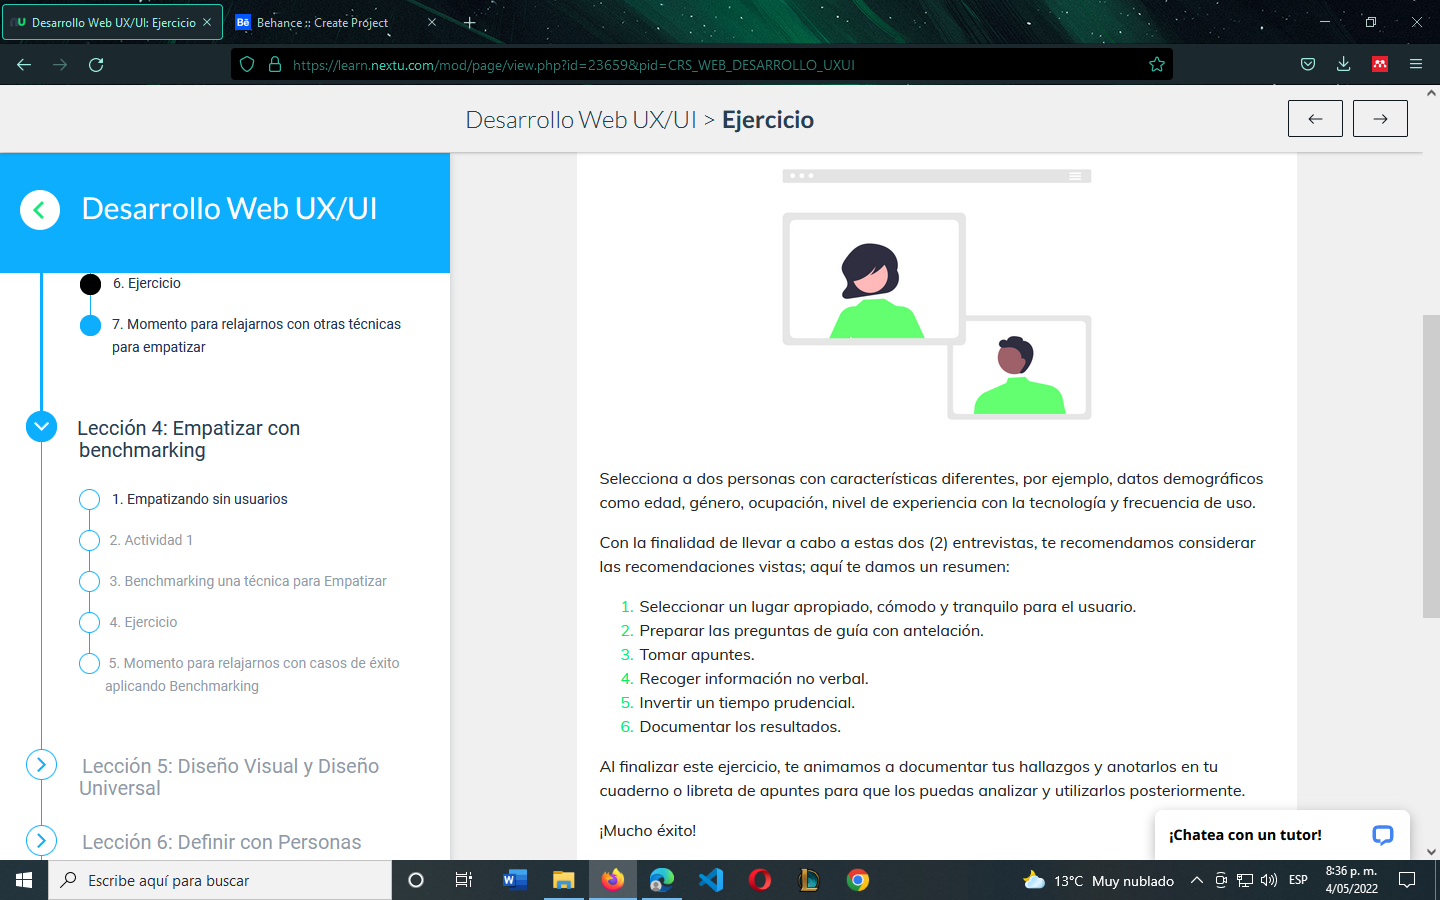 Desarrollo Web UX/UI: Ejercicio
Bē Behance :: Create Project
https://learn.nextu.com/mod/page/view.php?id=23659&pid=CRS_WEB_DESARROLLO_UXUI
Desarrollo Web UX/UI > Ejercicio
Desarrollo Web UX/UI
6. Ejercicio
7. Momento para relajarnos con otras técnicas
para empatizar
Lección 4: Empatizar con
benchmarking
1. Empatizando sin usuarios
2. Actividad 1
3. Benchmarking una técnica para Empatizar
4. Ejercicio
5. Momento para relajarnos con casos de éxito
aplicando Benchmarking
Lección 5: Diseño Visual y Diseño
Universal
Lección 6: Definir con Personas
Selecciona a dos personas con características diferentes, por ejemplo, datos demográficos
como edad, género, ocupación, nivel de experiencia con la tecnología y frecuencia de uso.
Con la finalidad de llevar a cabo a estas dos (2) entrevistas, te recomendamos considerar
las recomendaciones vistas; aquí te damos un resumen:
1. Seleccionar un lugar apropiado, cómodo y tranquilo para el usuario.
2. Preparar las preguntas de guía con antelación.
3. Tomar apuntes.
4. Recoger información no verbal.
5. Invertir un tiempo prudencial.
6. Documentar los resultados.
Al finalizar este ejercicio, te animamos a documentar tus hallazgos y anotarlos en tu
cuaderno o libreta de apuntes para que los puedas analizar y utilizarlos posteriormente.
¡Mucho éxito!
¡Chatea con un tutor!
Escribe aquí para buscar
13°C Muy nublado
ESP
8:36 p. m.
4/05/2022